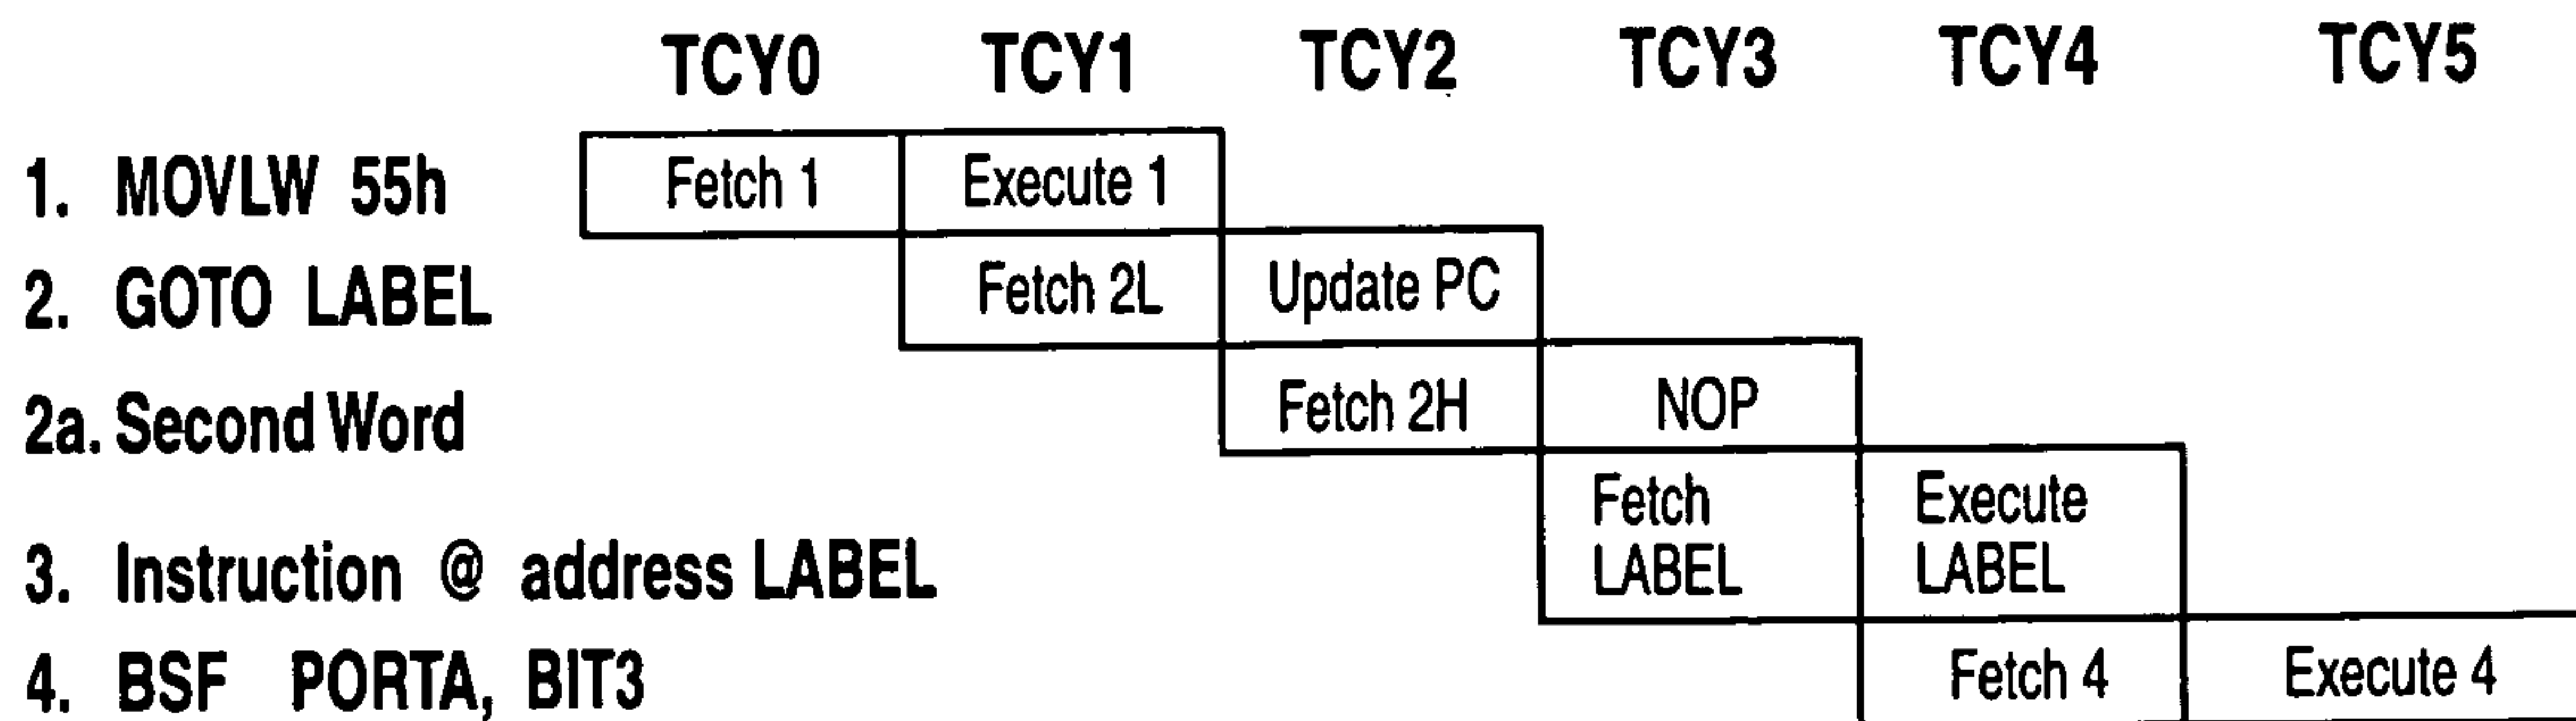 TCY0 TCY1 TCY2 TCY3 TCY4 TCY5
1. MOVLW 55h Fetch 1 Execute 1
2. GOTO LABEL Fetch 2L Update PC
2a. Second Word Fetch 2H NOP
Fetch Execute
LABEL LABEL
3. Instruction @ address LABEL
4. BSF PORTA, BIT3 Fetch 4 Execute 4